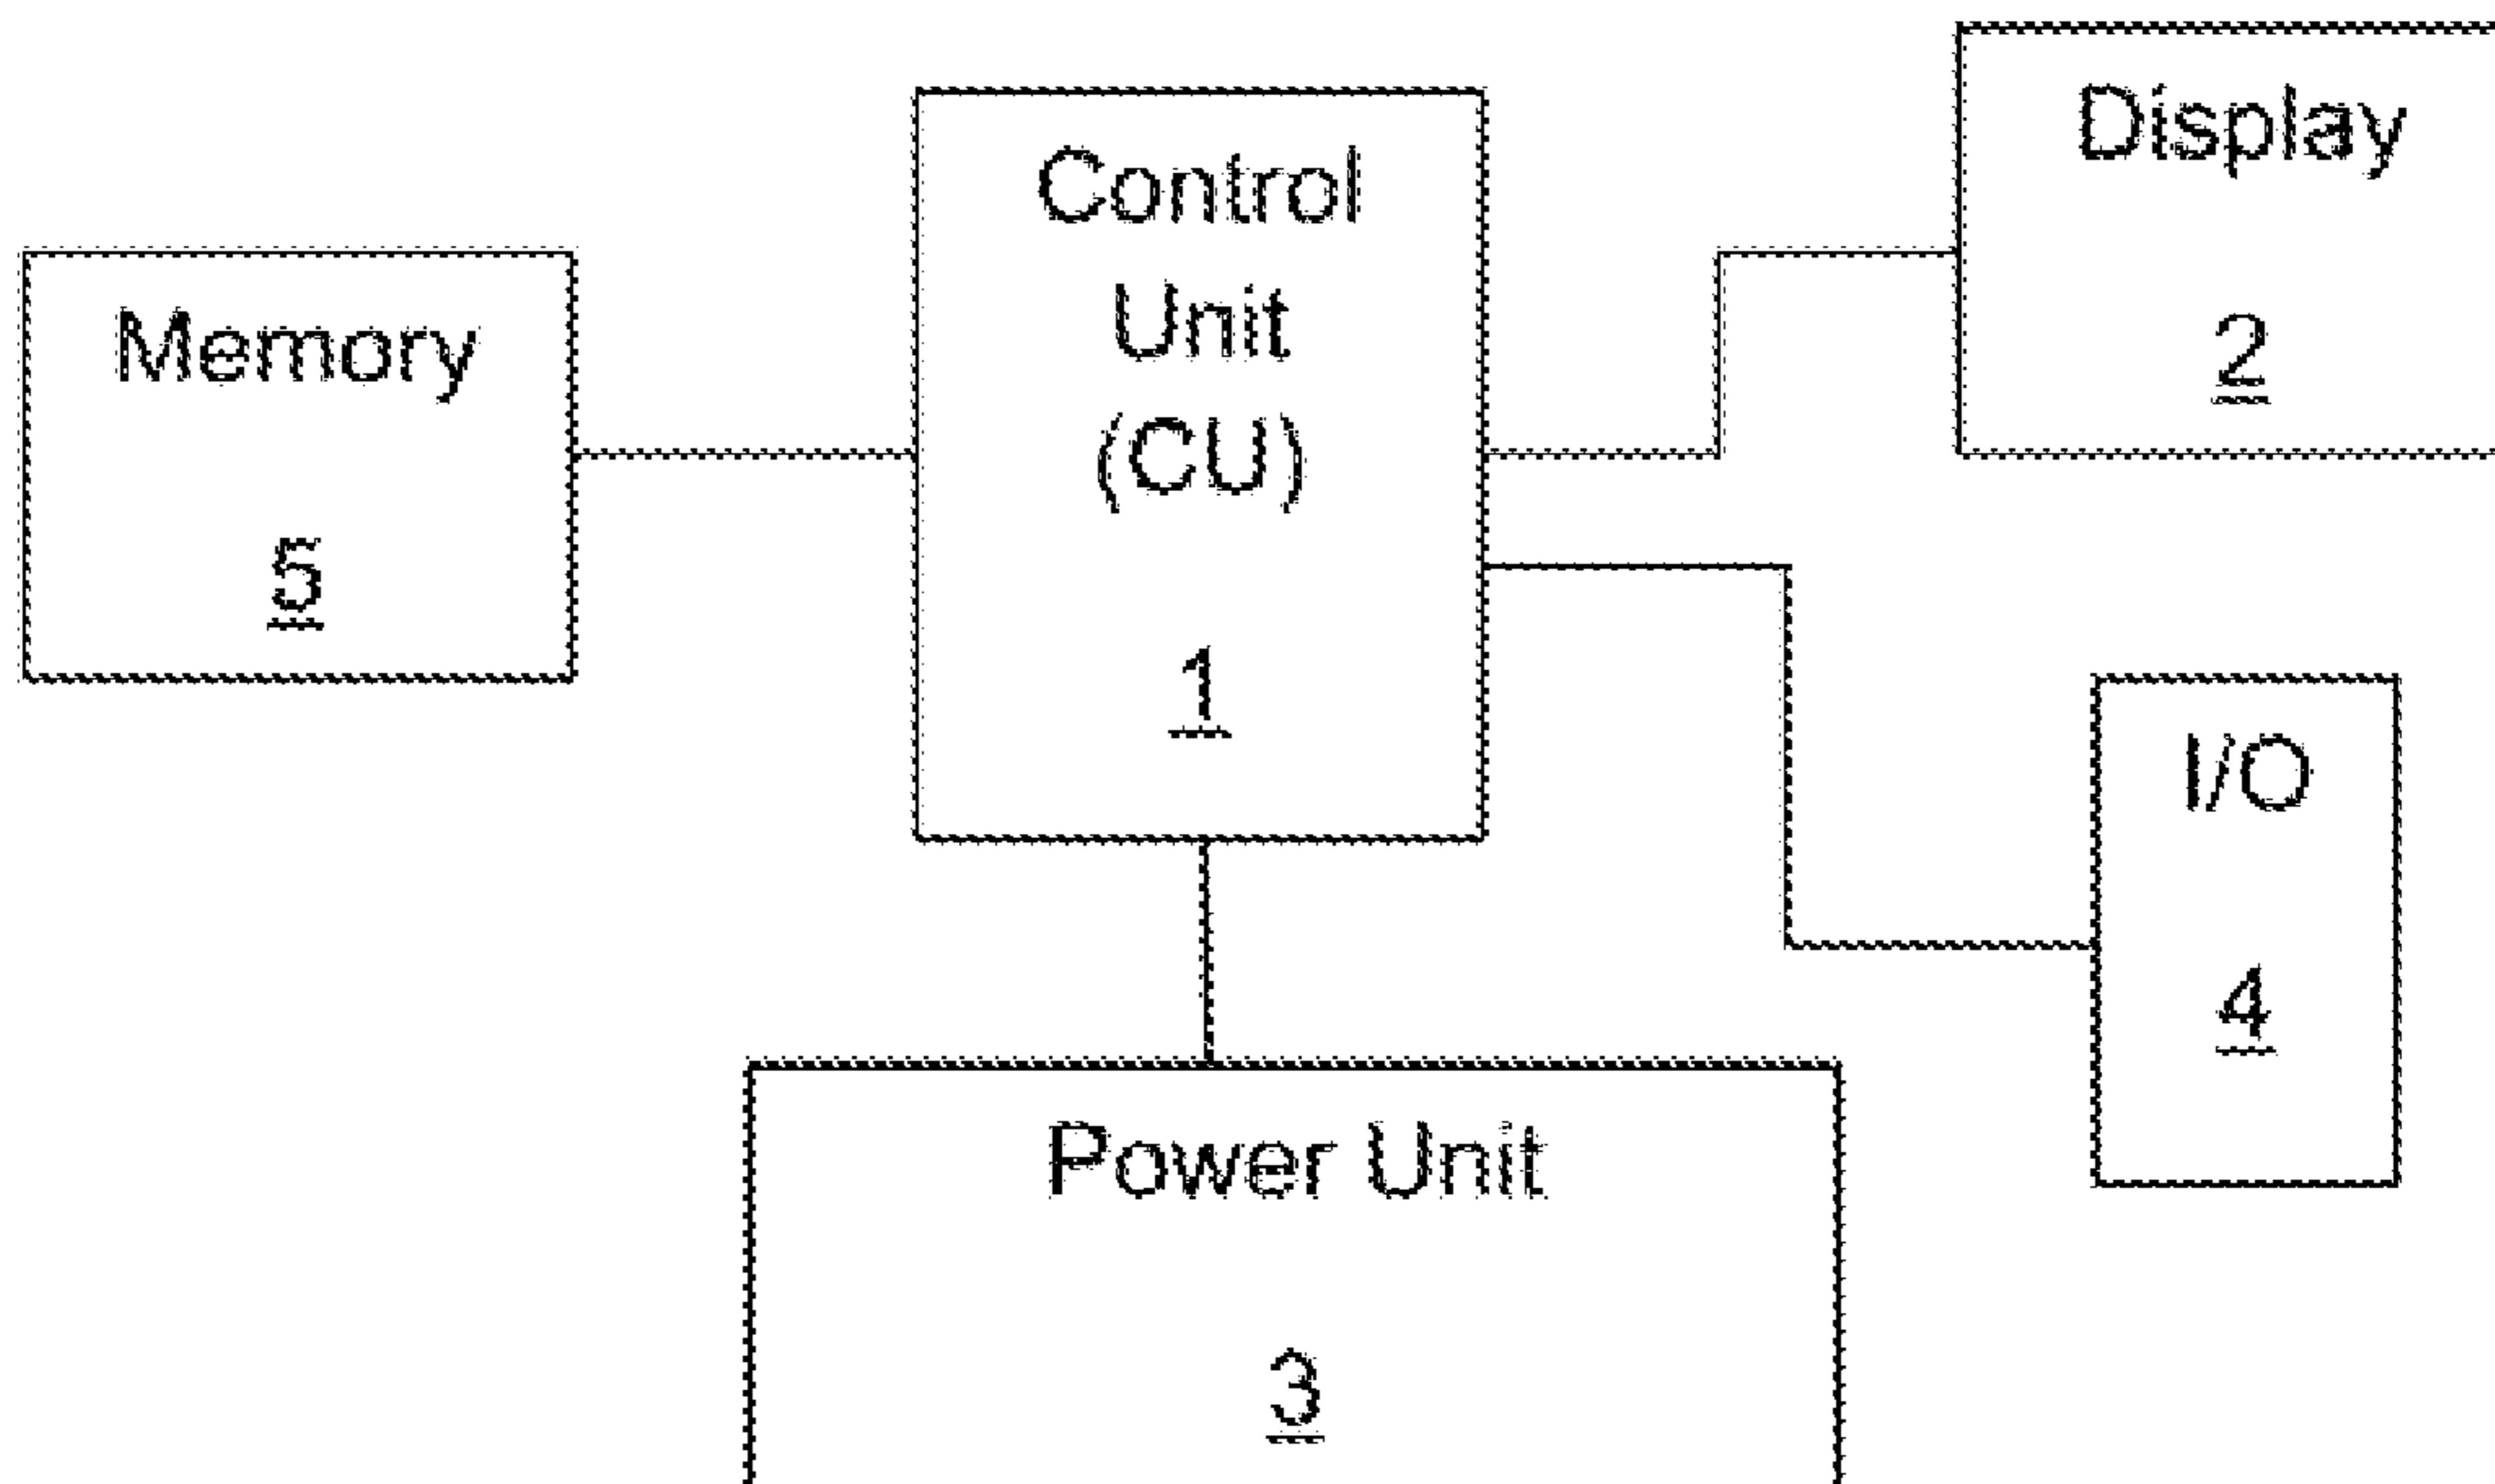 Display
2
Control
Unit
(CU)
1
Memory
5
I/O
4
Power Unit
3